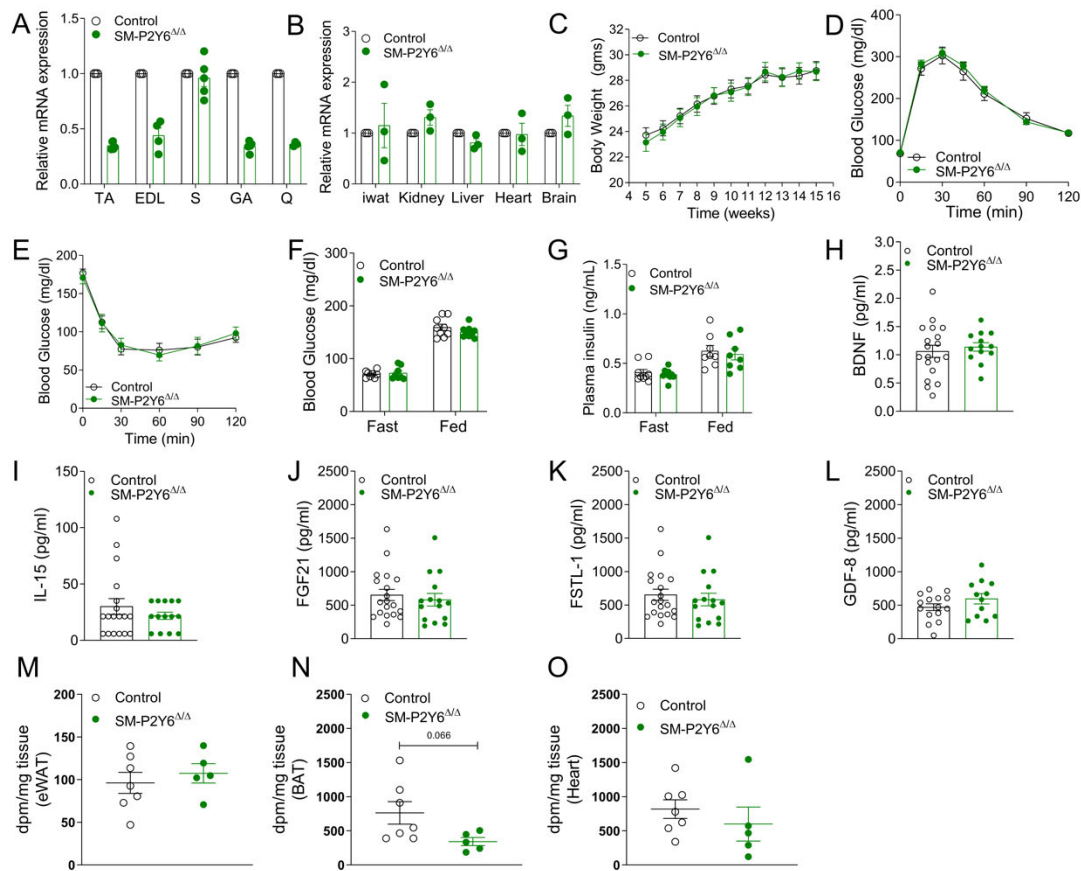 A
Control
SM-P2Y6Δ/Δ
Relative mRNA expression
1.5
1.0
0.5
0.0
TA EDL S GA Q
B
Control
SM-P2Y6Δ/Δ
Relative mRNA expression
4
3
2
1
0
iwat Kidney Liver Heart Brain
C
Control
SM-P2Y6Δ/Δ
Body Weight (gms)
34
32
30
28
26
24
22
20
4 5 6 7 8 9 10 11 12 13 14 15 16
Time (weeks)
D
Blood Glucose (mg/dl)
400
300
200
100
0
Control
SM-P2Y6Δ/Δ
0 30 60 90 120
Time (min)
E
Blood Glucose (mg/dl)
200
150
100
50
0
Control
SM-P2Y6Δ/Δ
0 30 60 90 120
Time (min)
F
Control
SM-P2Y6Δ/Δ
Blood Glucose (mg/dl)
300
200
100
0
Fast Fed
G
Control
SM-P2Y6Δ/Δ
Plasma insulin (ng/mL)
1.5
1.0
0.5
0.0
Fast Fed
H
Control
SM-P2Y6Δ/Δ
BDNF (pg/ml)
3.0
2.5
2.0
1.5
1.0
0.5
0.0
I
Control
SM-P2Y6Δ/Δ
IL-15 (pg/ml)
150
100
50
0
J
Control
SM-P2Y6Δ/Δ
FGF21 (pg/ml)
2500
2000
1500
1000
500
0
K
Control
SM-P2Y6Δ/Δ
FSTL-1 (pg/ml)
2500
2000
1500
1000
500
0
L
Control
SM-P2Y6Δ/Δ
GDF-8 (pg/ml)
2500
2000
1500
1000
500
0
M
Control
SM-P2Y6Δ/Δ
dpm/mg tissue
(eWAT)
200
150
100
50
0
N
Control
SM-P2Y6Δ/Δ
0.066
dpm/mg tissue
(BAT)
2500
2000
1500
1000
500
0
O
Control
SM-P2Y6Δ/Δ
dpm/mg tissue
(Heart)
2500
2000
1500
1000
500
0